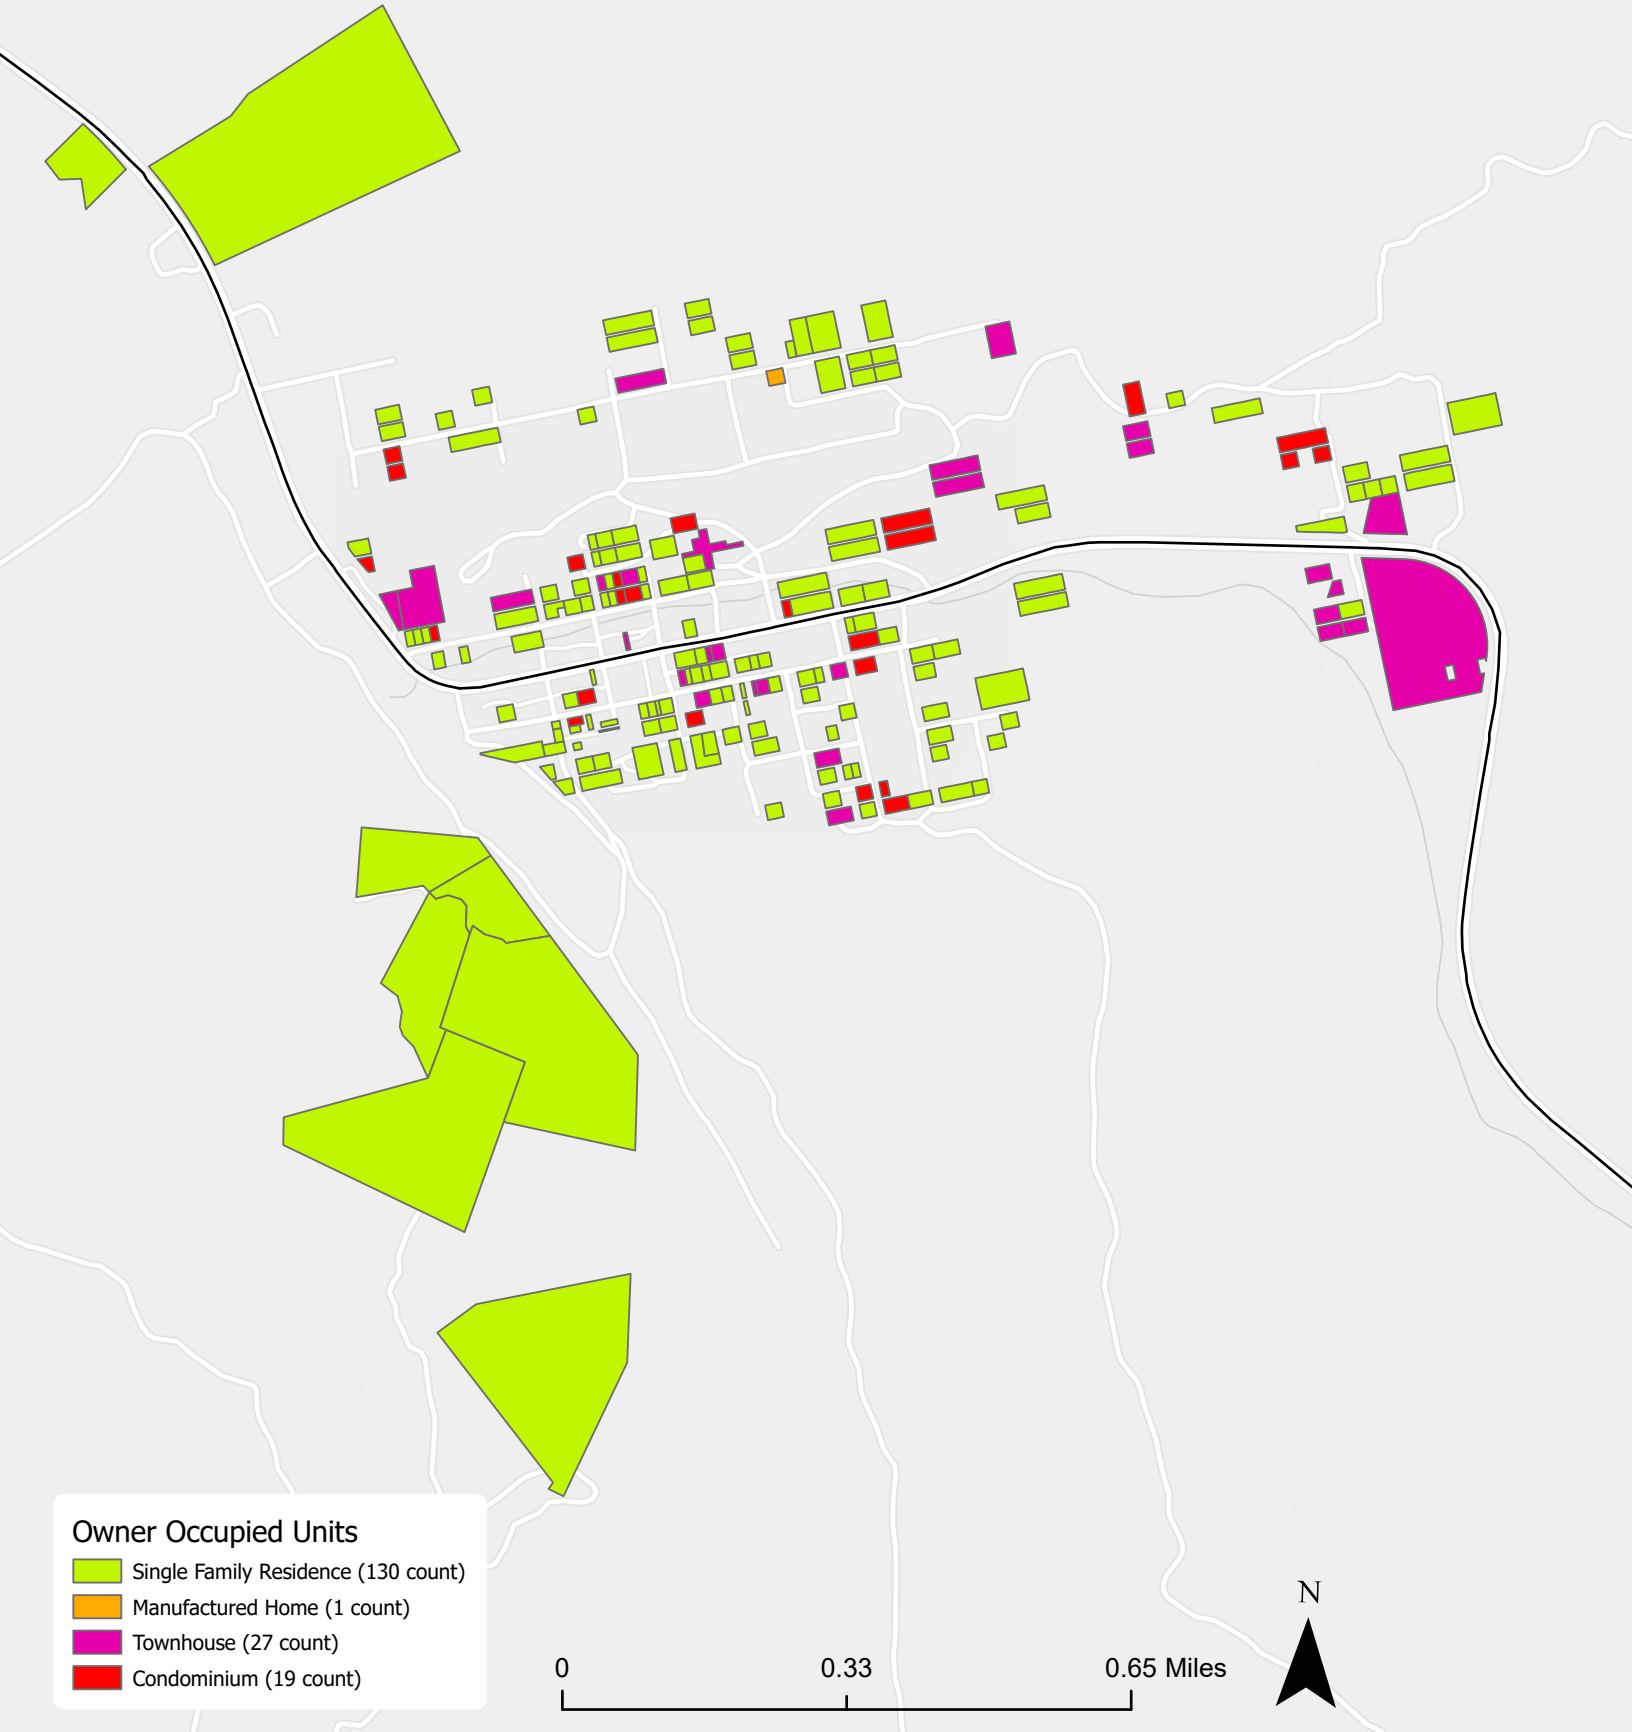 Owner Occupied Units
Single Family Residence (130 count)
Manufactured Home (1 count)
Townhouse (27 count)
Condominium (19 count)
0 0.33 0.65 Miles
N